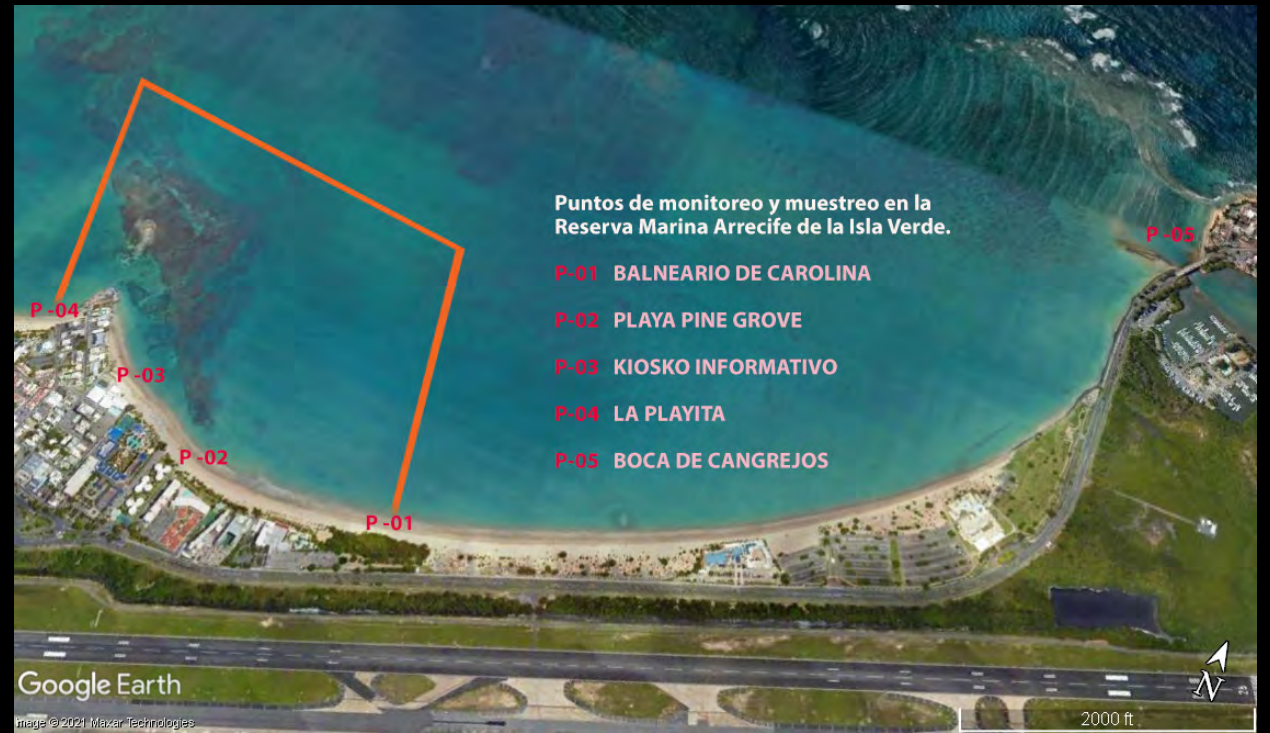 Puntos de monitoreo y muestreo en la
Reserva Marina Arrecife de la Isla Verde.
P-05
P-01 BALNEARIO DE CAROLINA
P-04
P-02 PLAYA PINE GROVE
P-03 KIOSKO INFORMATIVO
P-03
P-04 LA PLAYITA
P-02
P-05 BOCA DE CANGREJOS
P-01
Google Earth
N
Image © 2021 Maxar Technologies
2000 ft